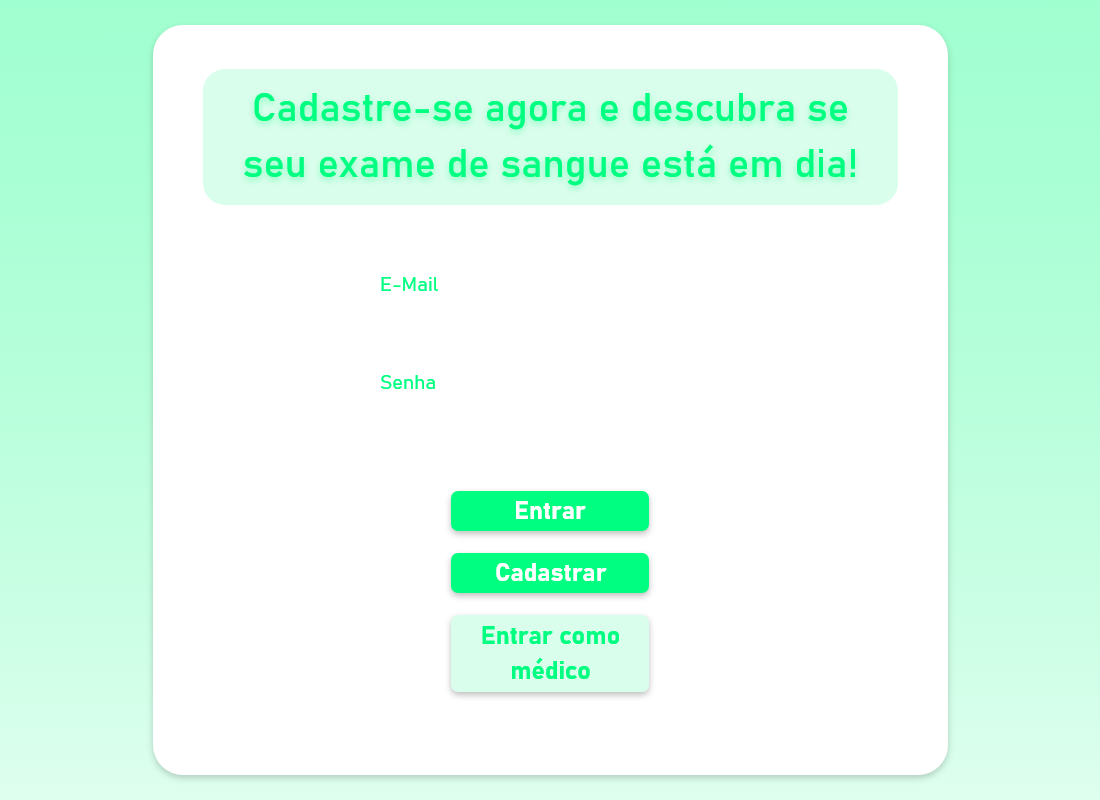 Cadastre-se agora e descubra se
seu exame de sangue está em dia!
E-Mail
Senha
Entrar
Cadastrar
Entrar como
médico